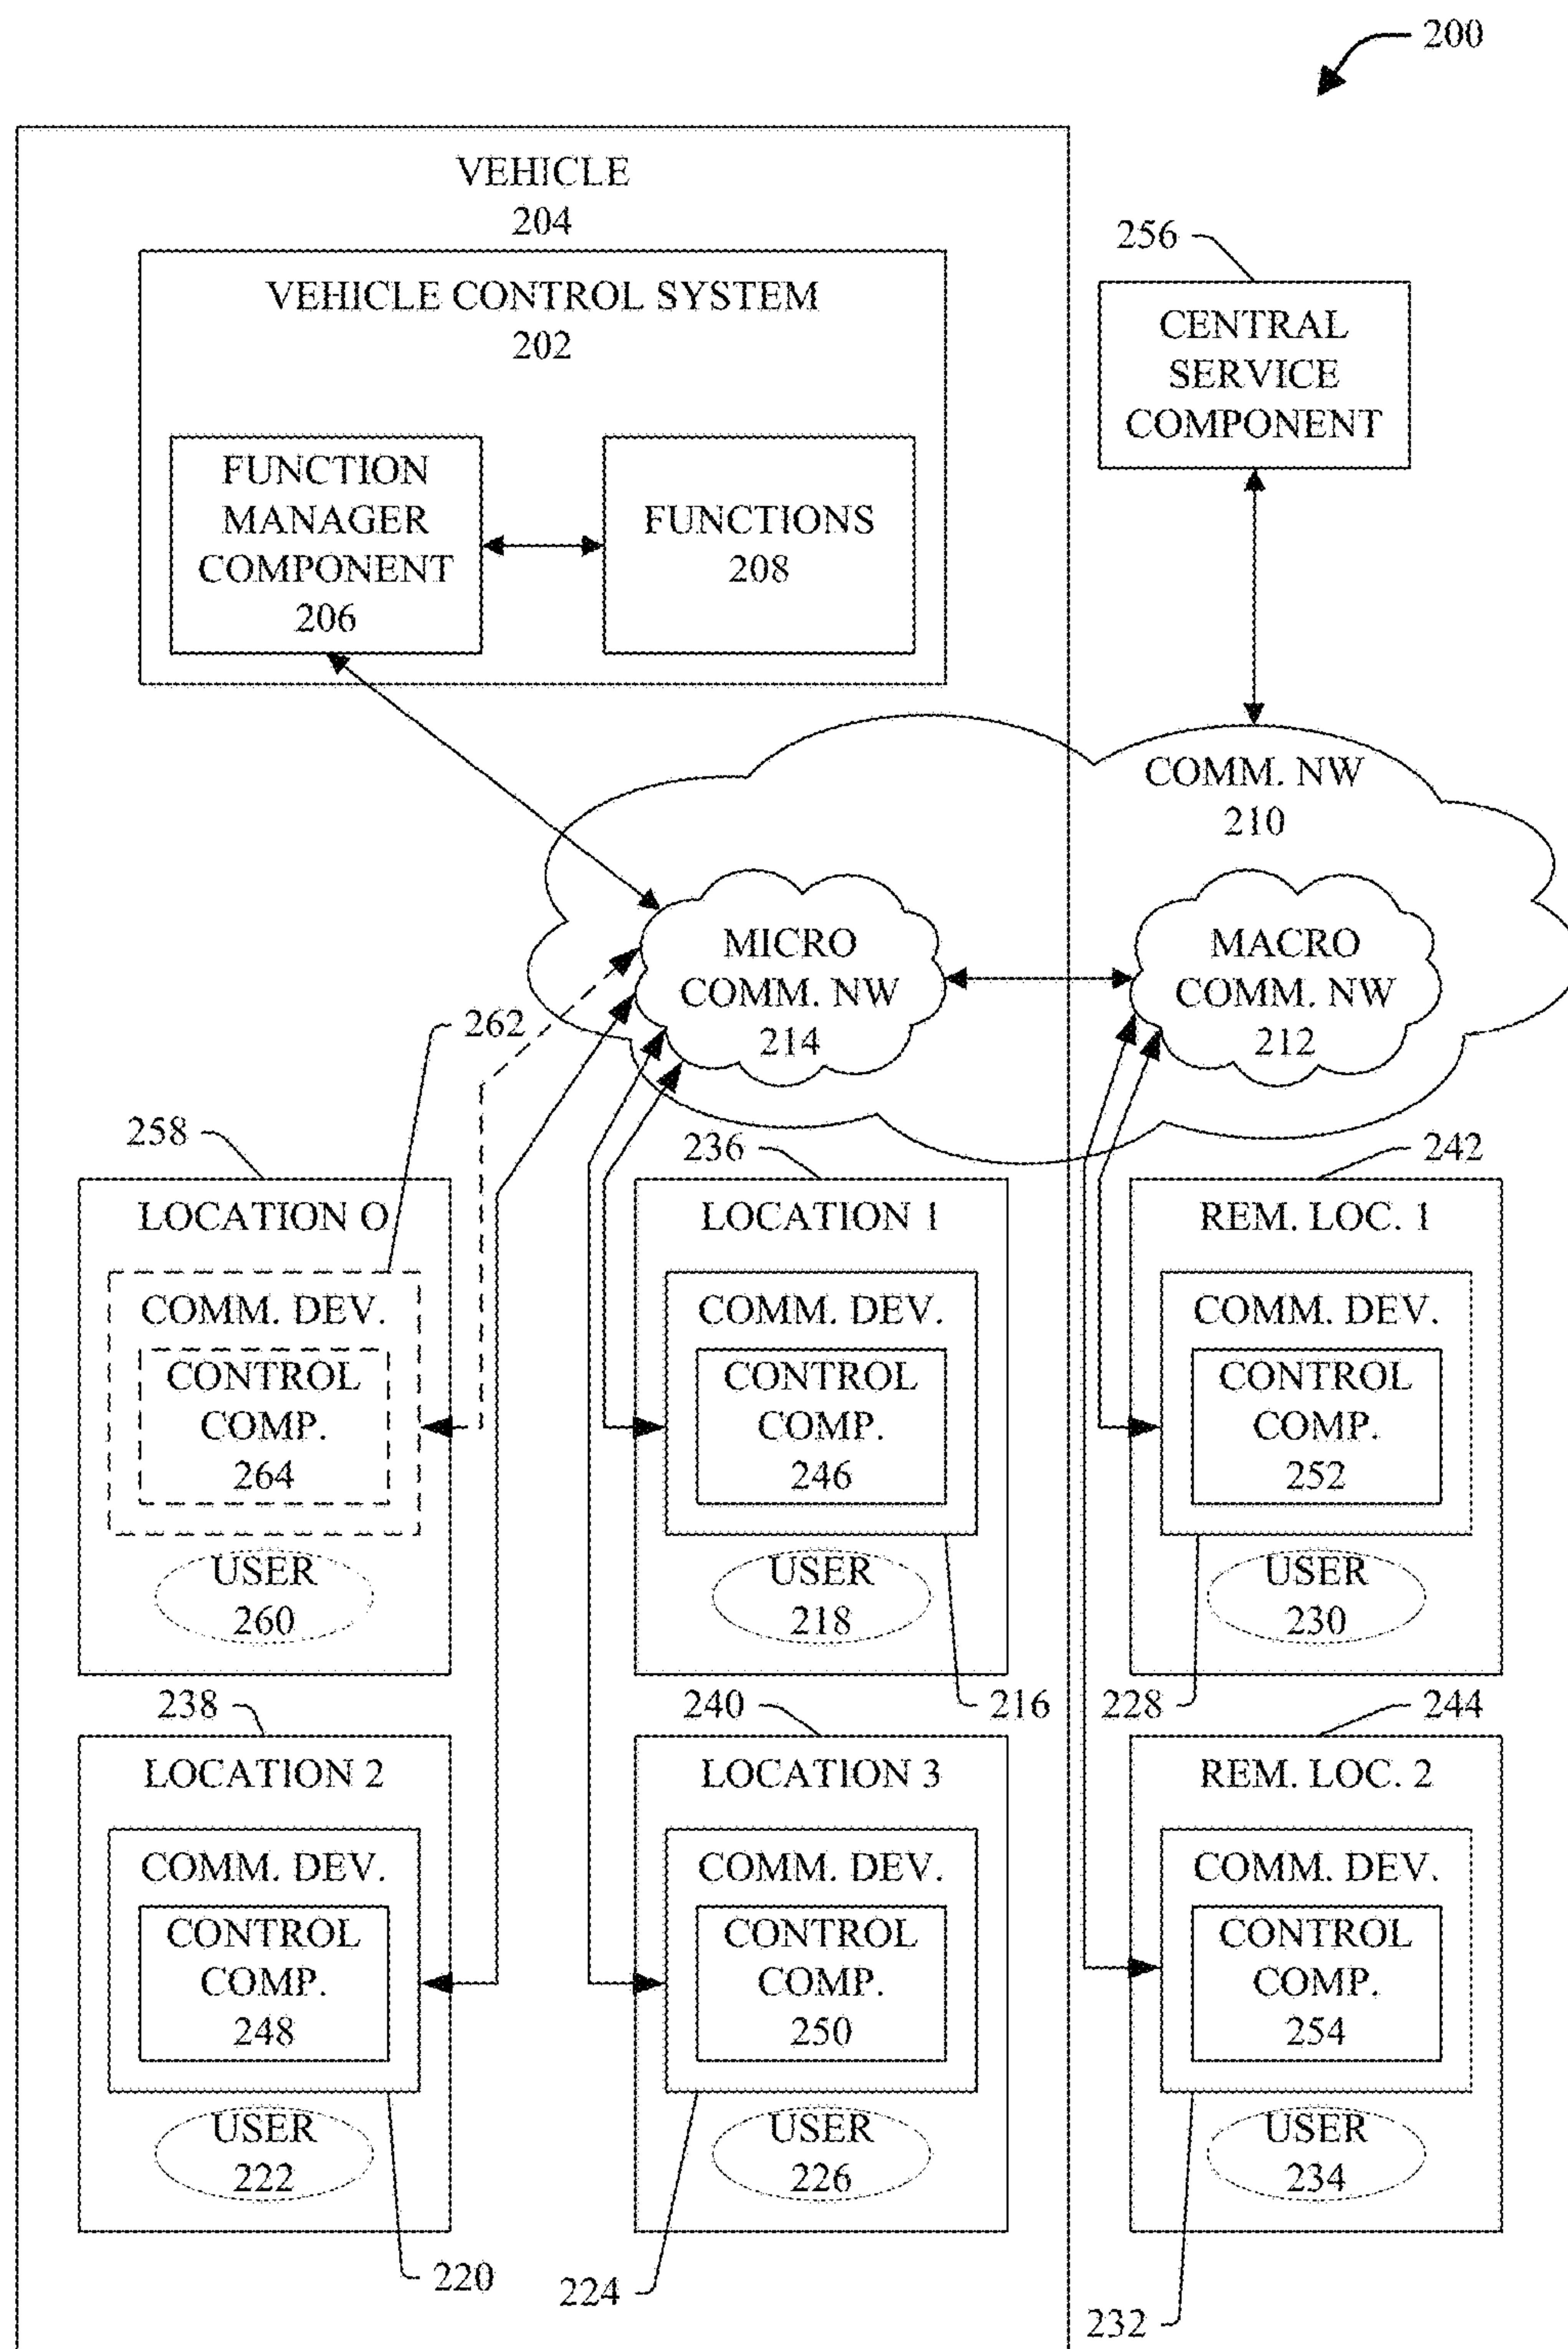 200
VEHICLE
204
VEHICLE CONTROL SYSTEM
202
FUNCTION
MANAGER
COMPONENT
206
FUNCTIONS
208
256
CENTRAL
SERVICE
COMPONENT
COMM. NW
210
MICRO
COMM. NW
214
MACRO
COMM. NW
212
262
258
LOCATION O
COMM. DEV.
CONTROL
COMP.
264
USER
260
236
LOCATION 1
COMM. DEV.
CONTROL
COMP.
246
USER
218
216
242
REM. LOC. 1
COMM. DEV.
CONTROL
COMP.
252
USER
230
228
238
LOCATION 2
COMM. DEV.
CONTROL
COMP.
248
USER
222
220
240
LOCATION 3
COMM. DEV.
CONTROL
COMP.
250
USER
226
224
244
REM. LOC. 2
COMM. DEV.
CONTROL
COMP.
254
USER
234
232